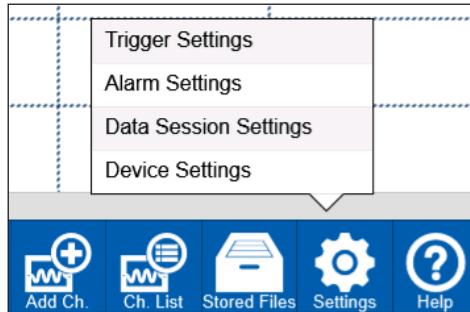 Trigger Settings
Alarm Settings
Data Session Settings
Device Settings
Add Ch. Ch. List Stored Files Settings Help